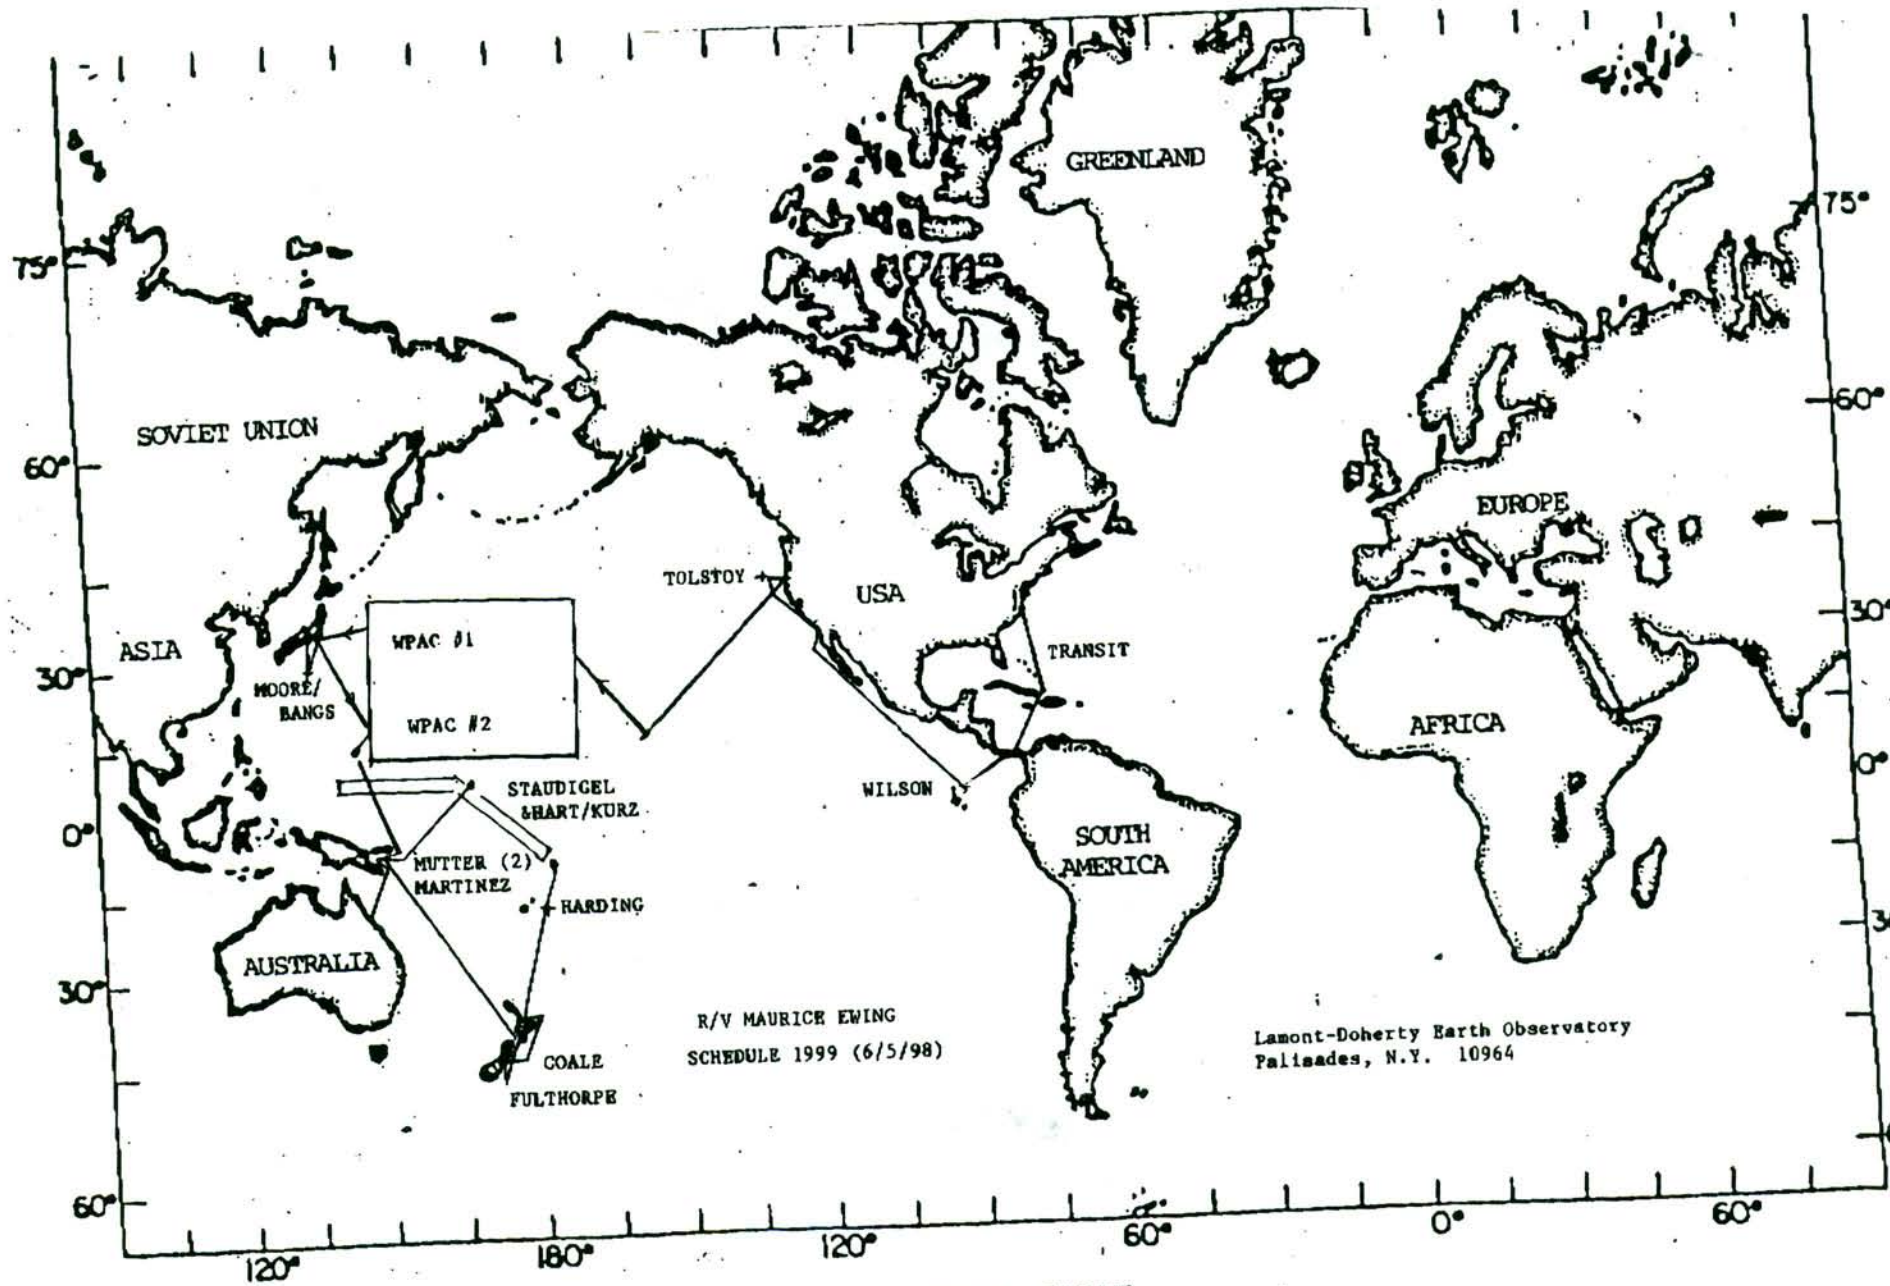 GREENLAND
75°
75°
60°
SOVIET UNION
60°
EUROPE
TOLSTOY
USA
30°
WPAC #1
ASIA
TRANSIT
30°
MOORE/
BANGS
WPAC #2
AFRICA
0°
STAUDIGEL
&HART/KURZ
WILSON
0°
SOUTH
AMERICA
MUTTER (2)
MARTINEZ
HARDING
AUSTRALIA
30°
R/V MAURICE EWING
SCHEDULE 1999 (6/5/98)
Lamont-Doherty Earth Observatory
Palisades, N.Y. 10964
COALE
FULTHORPE
60°
120°
180°
120°
60°
0°
60°